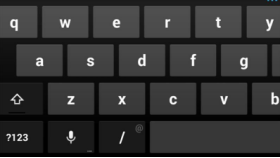 q w e r t y
a s d f g
z x c v b
@
?123 /